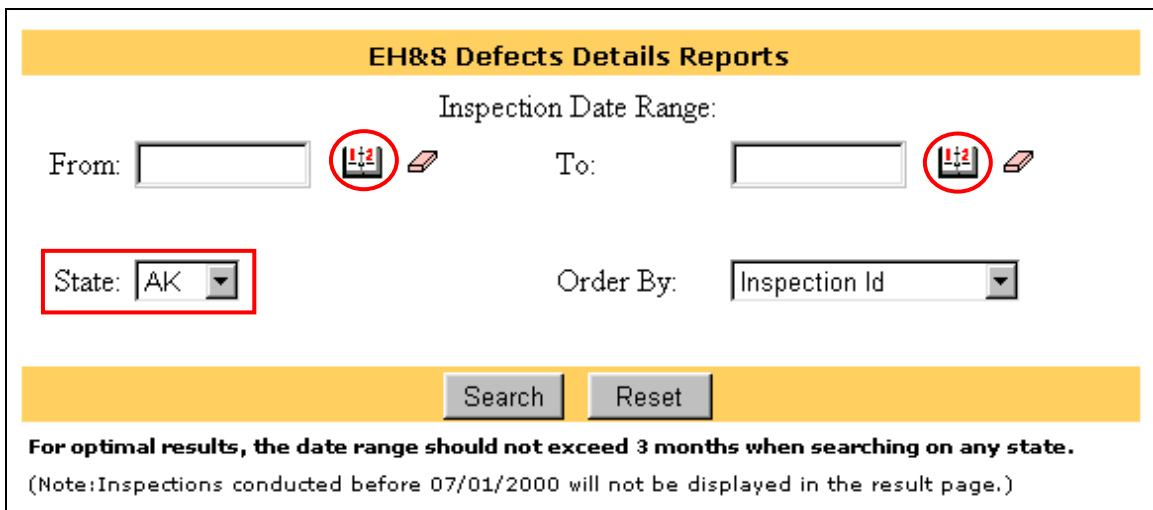 EH&S Defects Details Reports
Inspection Date Range:
From: To:
State: AK Order By: Inspection Id
Search Reset
For optimal results, the date range should not exceed 3 months when searching on any state.
(Note:Inspections conducted before 07/01/2000 will not be displayed in the result page.)